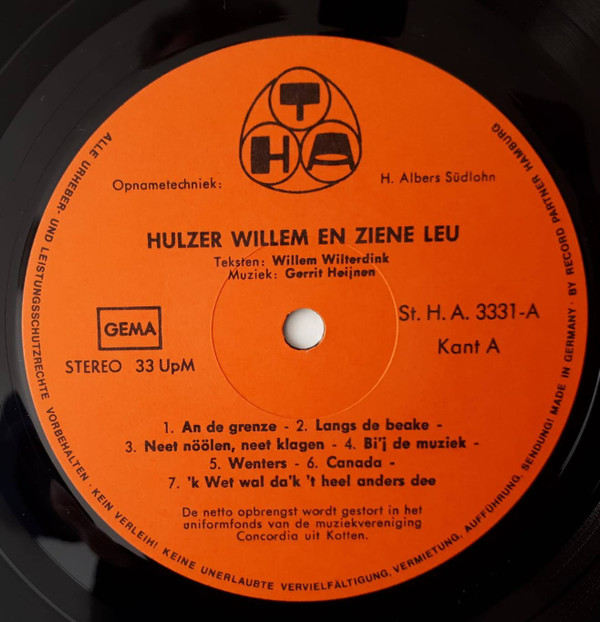 T
H A
Opnametechniek: H. Albers Südlohn
HULZER WILLEM EN ZIENE LEU
Teksten: Willem Wilterdink
Muziek: Gerrit Heijnen
GEMA
STEREO 33 UpM
St. H. A. 3331-A
Kant A
1. An de grenze - 2. Langs de beake -
3. Neet nöölen, neet klagen - 4. Bi'j de muziek -
5. Wenters - 6. Canada -
7. 'k Wet wal da'k 't heel anders dee
De netto opbrengst wordt gestort in het
uniformfonds van de muziekvereniging
Concordia uit Kotten.
ALLE URHEBER- UND LEISTUNGSSCHUTZRECHTE VORBEHALTEN · KEIN VERLEIH! KEINE UNERLAUBTE VERVIELFÄLTIGUNG, VERMIETUNG, AUFFÜHRUNG, SENDUNG! MADE IN GERMANY · BY RECORD PARTNER HAMBURG